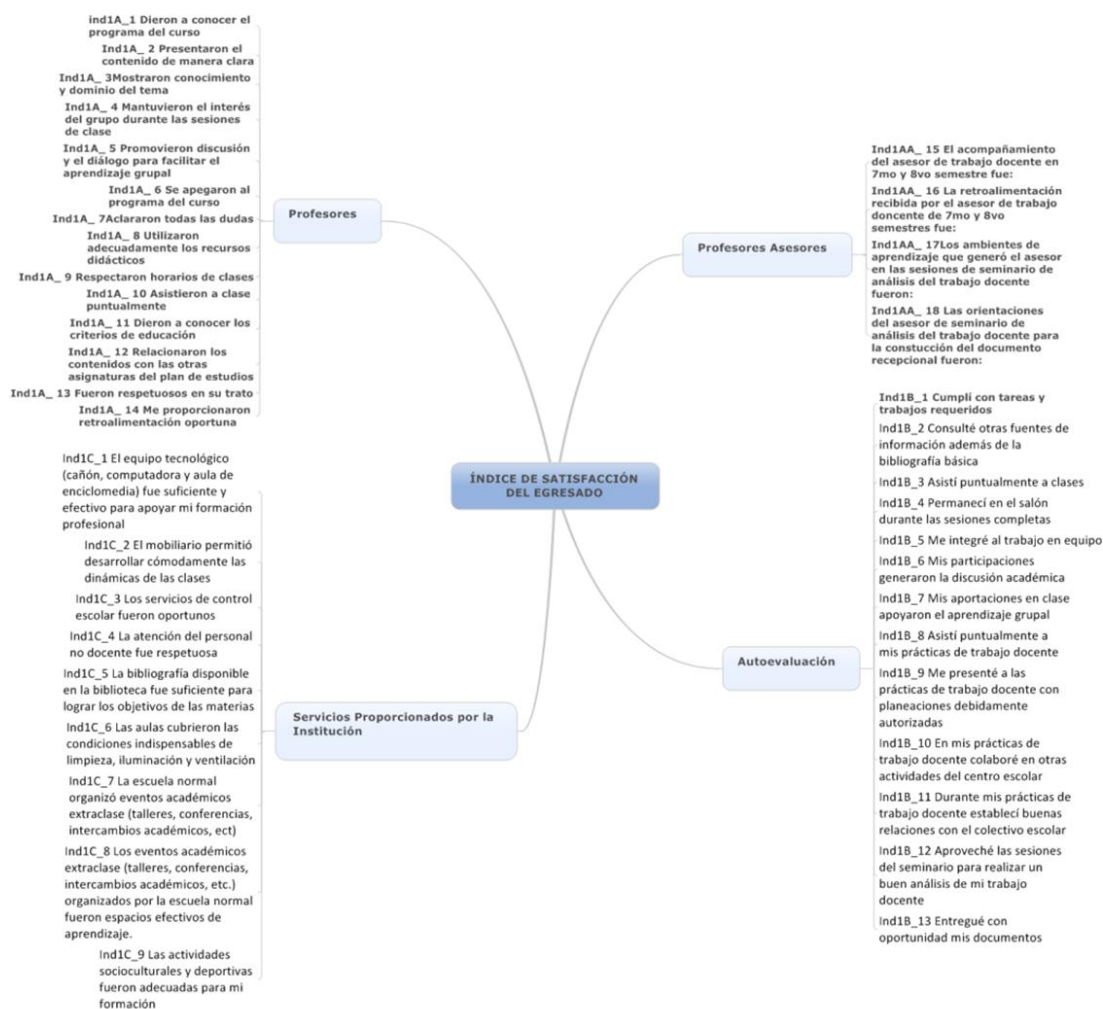 ind1A_1 Dieron a conocer el
programa del curso
Ind1A_ 2 Presentaron el
contenido de manera clara
Ind1A_ 3Mostraron conocimiento
y dominio del tema
Ind1A_ 4 Mantuvieron el interés
del grupo durante las sesiones
de clase
Ind1A_ 5 Promovieron discusión
y el diálogo para facilitar el
aprendizaje grupal
Ind1A_ 6 Se apegaron al
programa del curso
Ind1A_ 7Aclararon todas las dudas
Ind1A_ 8 Utilizaron
adecuadamente los recursos
didácticos
Ind1A_ 9 Respectaron horarios de clases
Ind1A_ 10 Asistieron a clase
puntualmente
Ind1A_ 11 Dieron a conocer los
criterios de educación
Ind1A_ 12 Relacionaron los
contenidos con las otras
asignaturas del plan de estudios
Ind1A_ 13 Fueron respetuosos en su trato
Ind1A_ 14 Me proporcionaron
retroalimentación oportuna
Profesores
Ind1AA_ 15 El acompañamiento
del asesor de trabajo docente en
7mo y 8vo semestre fue:
Ind1AA_ 16 La retroalimentación
recibida por el asesor de trabajo
doncente de 7mo y 8vo
semestres fue:
Ind1AA_ 17Los ambientes de
aprendizaje que generó el asesor
en las sesiones de seminario de
análisis del trabajo docente
fueron:
Ind1AA_ 18 Las orientaciones
del asesor de seminario de
análisis del trabajo docente para
la constucción del documento
recepcional fueron:
Profesores Asesores
ÍNDICE DE SATISFACCIÓN
DEL EGRESADO
Ind1C_1 El equipo tecnológico
(cañón, computadora y aula de
enciclomedia) fue suficiente y
efectivo para apoyar mi formación
profesional
Ind1C_2 El mobiliario permitió
desarrollar cómodamente las
dinámicas de las clases
Ind1C_3 Los servicios de control
escolar fueron oportunos
Ind1C_4 La atención del personal
no docente fue respetuosa
Ind1C_5 La bibliografía disponible
en la biblioteca fue suficiente para
lograr los objetivos de las materias
Ind1C_6 Las aulas cubrieron las
condiciones indispensables de
limpieza, iluminación y ventilación
Ind1C_7 La escuela normal
organizó eventos académicos
extraclase (talleres, conferencias,
intercambios académicos, ect)
Ind1C_8 Los eventos académicos
extraclase (talleres, conferencias,
intercambios académicos, etc.)
organizados por la escuela normal
fueron espacios efectivos de
aprendizaje.
Ind1C_9 Las actividades
socioculturales y deportivas
fueron adecuadas para mi
formación
Servicios Proporcionados por la
Institución
Ind1B_1 Cumplí con tareas y
trabajos requeridos
Ind1B_2 Consulté otras fuentes de
información además de la
bibliografía básica
Ind1B_3 Asistí puntualmente a clases
Ind1B_4 Permanecí en el salón
durante las sesiones completas
Ind1B_5 Me integré al trabajo en equipo
Ind1B_6 Mis participaciones
generaron la discusión académica
Ind1B_7 Mis aportaciones en clase
apoyaron el aprendizaje grupal
Ind1B_8 Asistí puntualmente a
mis prácticas de trabajo docente
Ind1B_9 Me presenté a las
prácticas de trabajo docente con
planeaciones debidamente
autorizadas
Ind1B_10 En mis prácticas de
trabajo docente colaboré en otras
actividades del centro escolar
Ind1B_11 Durante mis prácticas de
trabajo docente establecí buenas
relaciones con el colectivo escolar
Ind1B_12 Aproveché las sesiones
del seminario para realizar un
buen análisis de mi trabajo
docente
Ind1B_13 Entregué con
oportunidad mis documentos
Autoevaluación